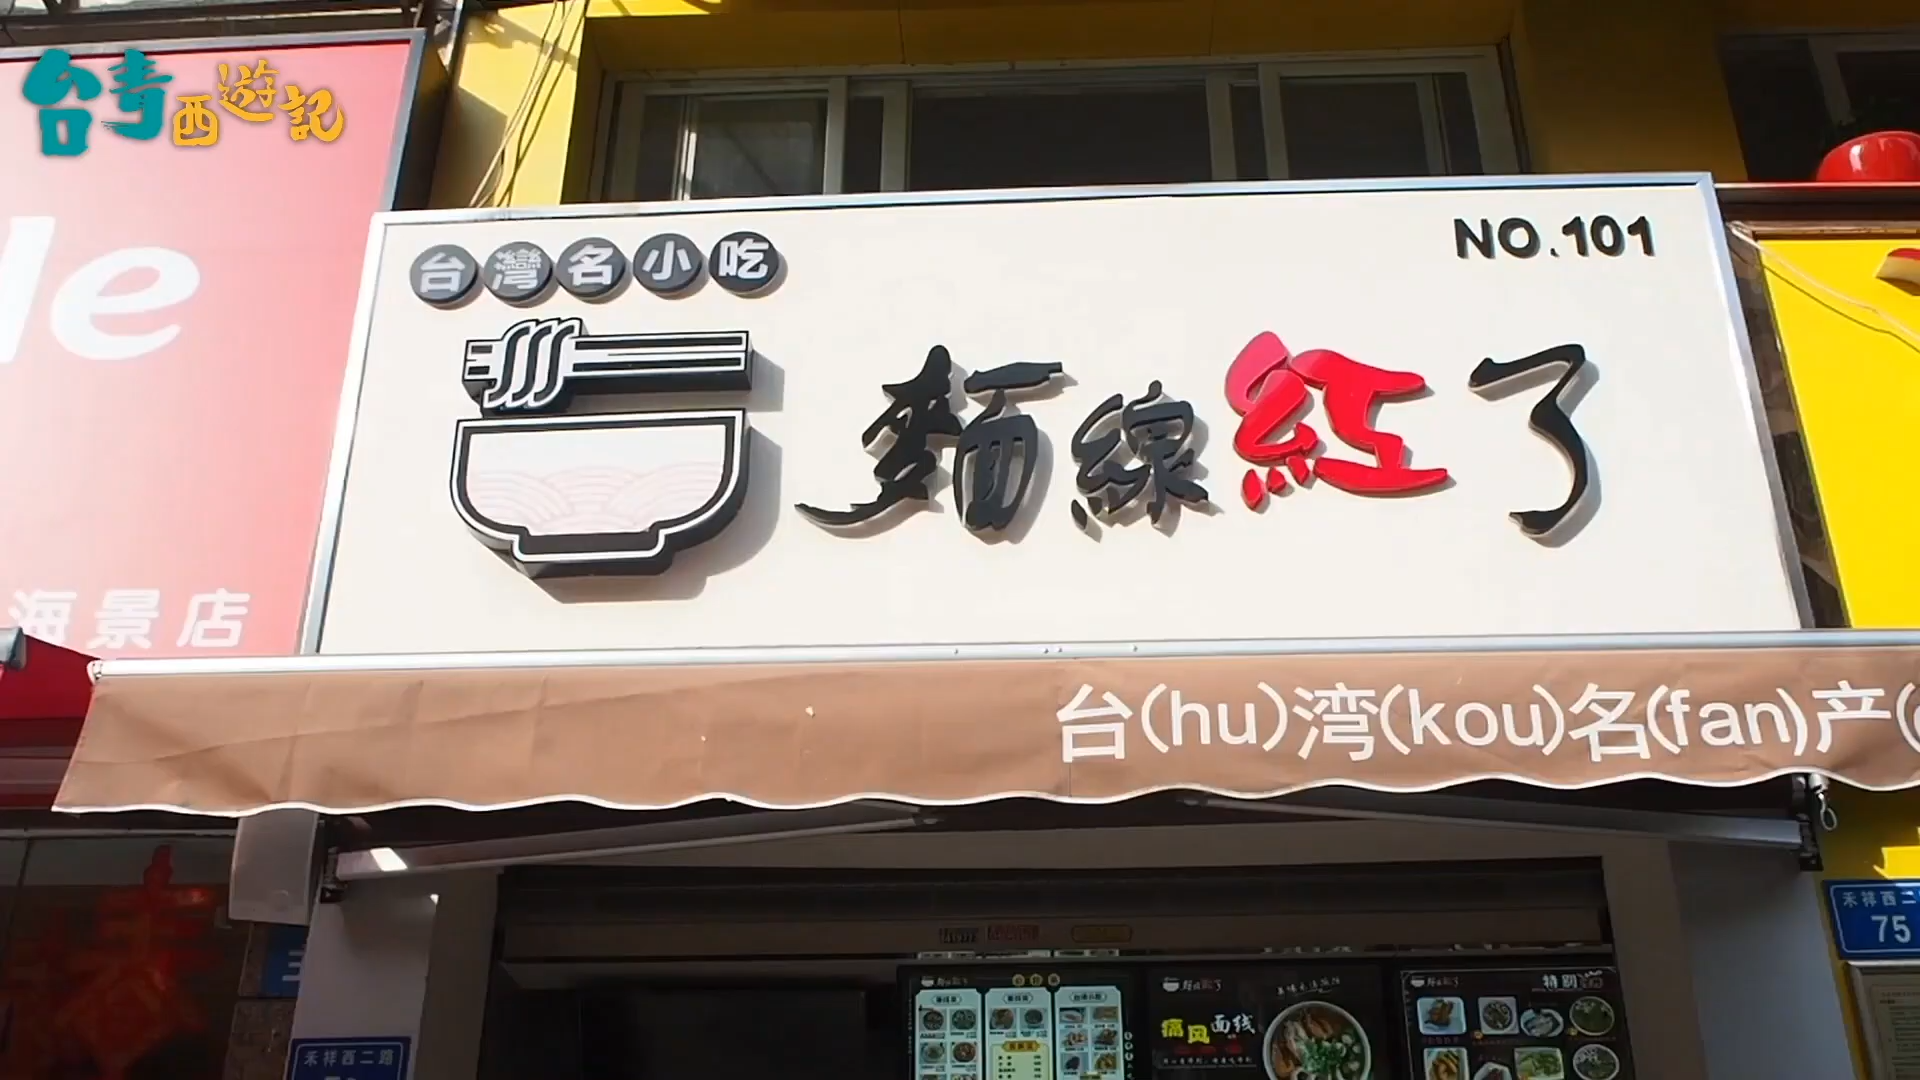 台青西遊記
le
海景店
台灣名小吃
NO.101
麵線紅了
台(hu)湾(kou)名(fan)产(
禾祥西二
75
禾祥西二路
痛风面线
特别